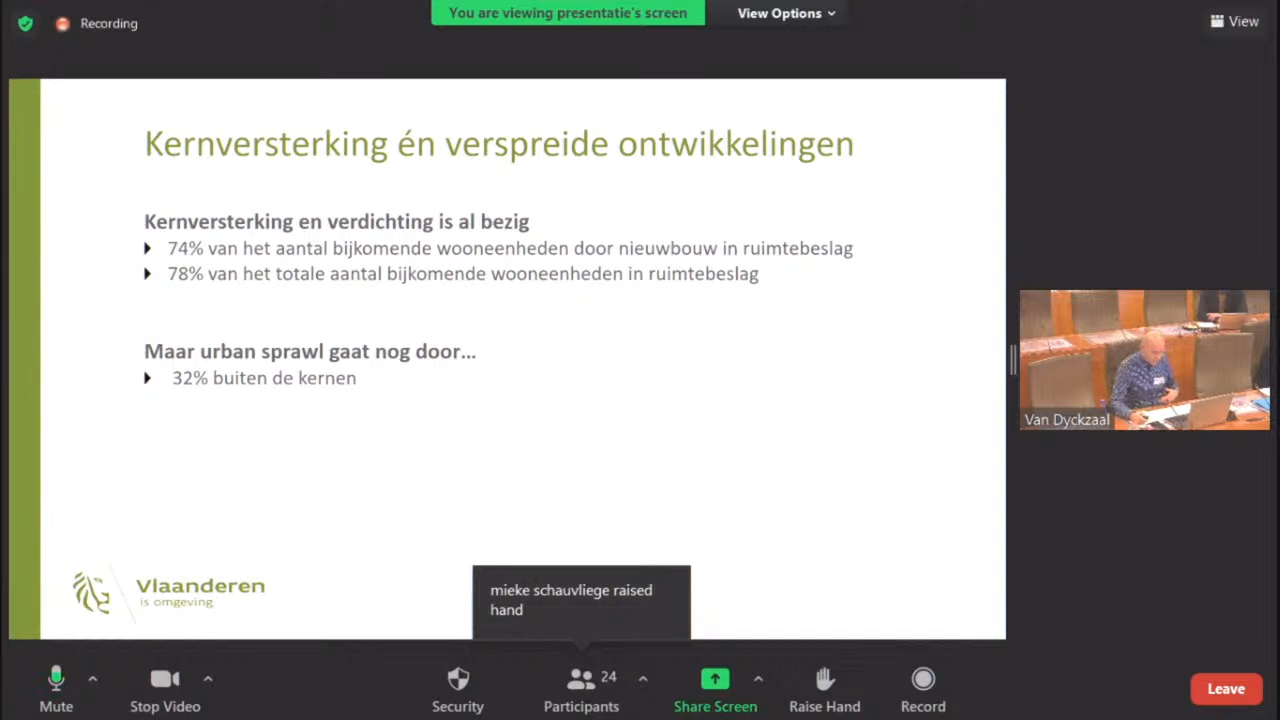 Recording
You are viewing presentatie's screen
View Options
View
Kernversterking én verspreide ontwikkelingen
Kernversterking en verdichting is al bezig
74% van het aantal bijkomende wooneenheden door nieuwbouw in ruimtebeslag
78% van het totale aantal bijkomende wooneenheden in ruimtebeslag
Maar urban sprawl gaat nog door...
32% buiten de kernen
Van Dyckzaal
Vlaanderen
is omgeving
mieke schauvliege raised
hand
Mute
Stop Video
Security
24
Participants
Share Screen
Raise Hand
Record
Leave